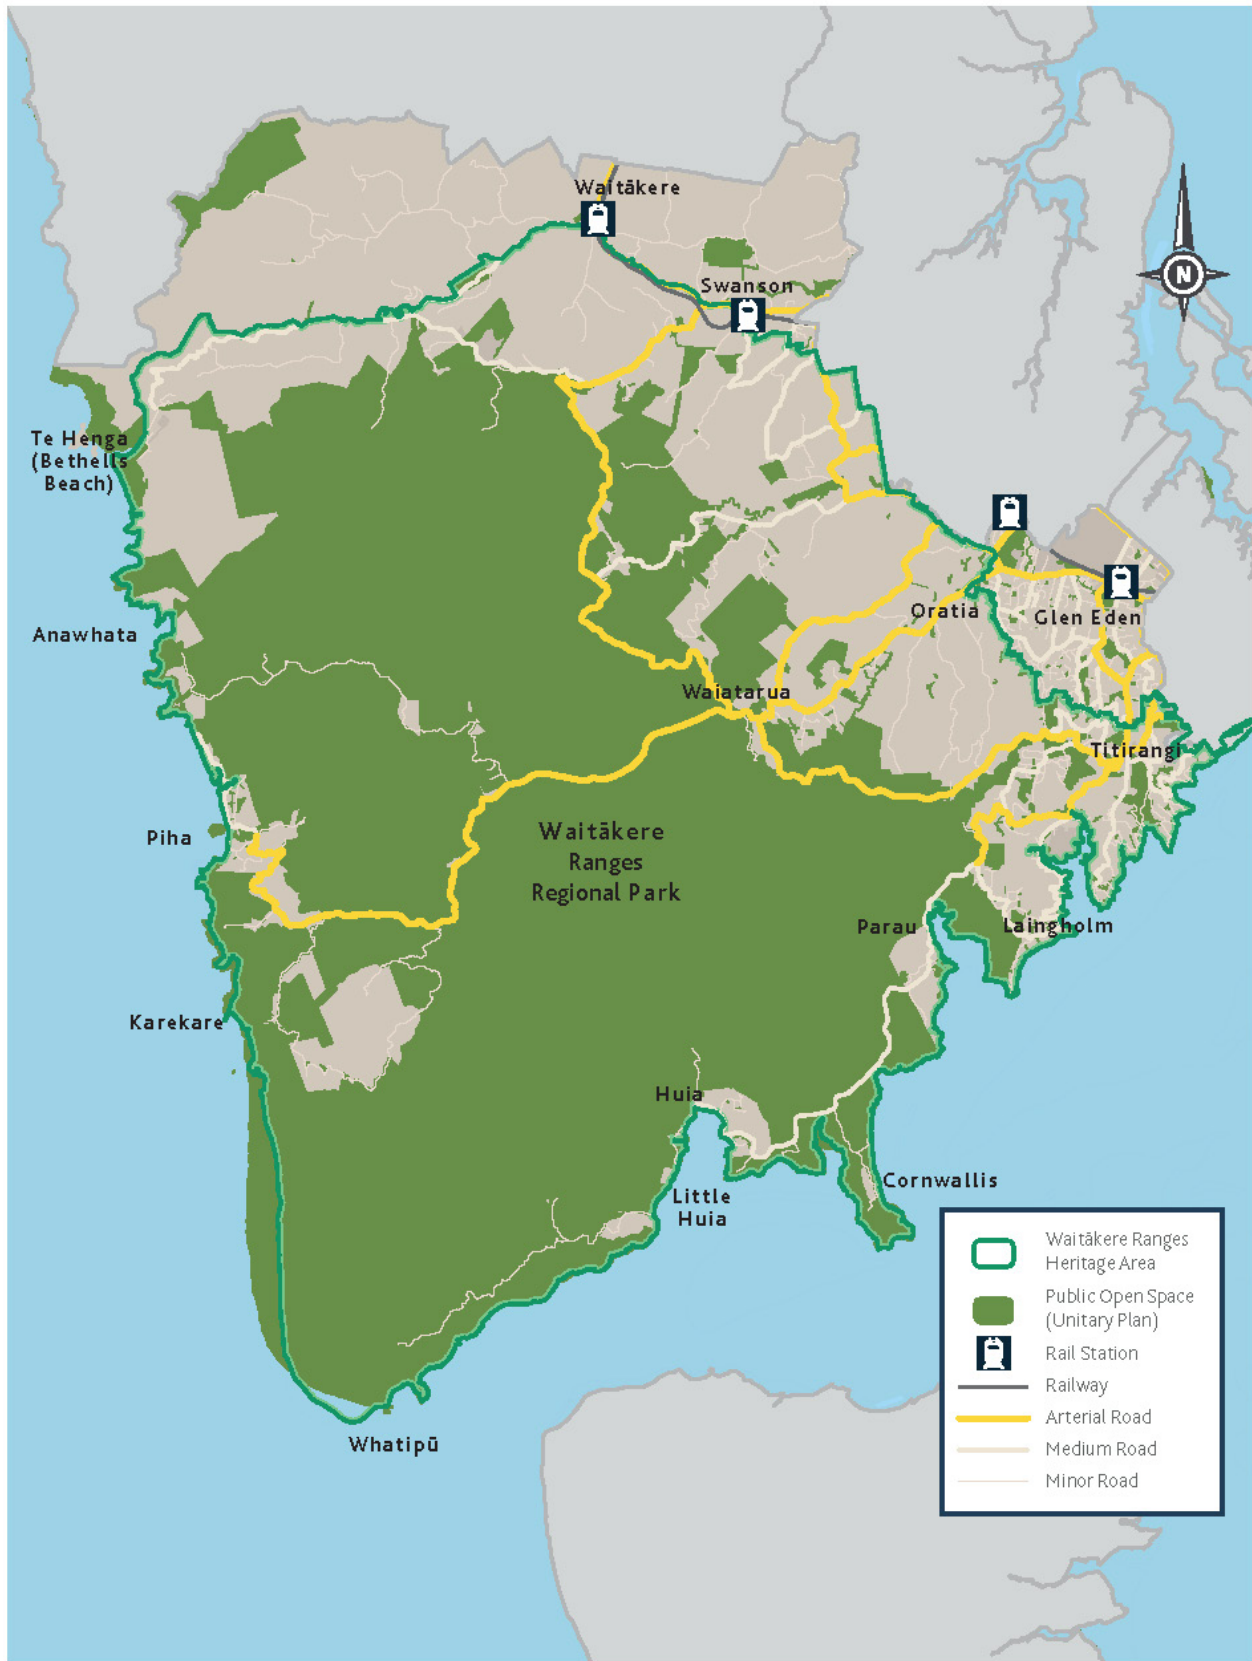 Waitākere
Swanson
N
Te Henga
(Bethells
Beach)
Oratia
Glen Eden
Anawhata
Waiatarua
Titirangi
Piha
Waitākere
Ranges
Regional Park
Parau
Laingholm
Karekare
Huia
Cornwallis
Little
Huia
Whatipū
Waitākere Ranges
Heritage Area
Public Open Space
(Unitary Plan)
Rail Station
Railway
Arterial Road
Medium Road
Minor Road